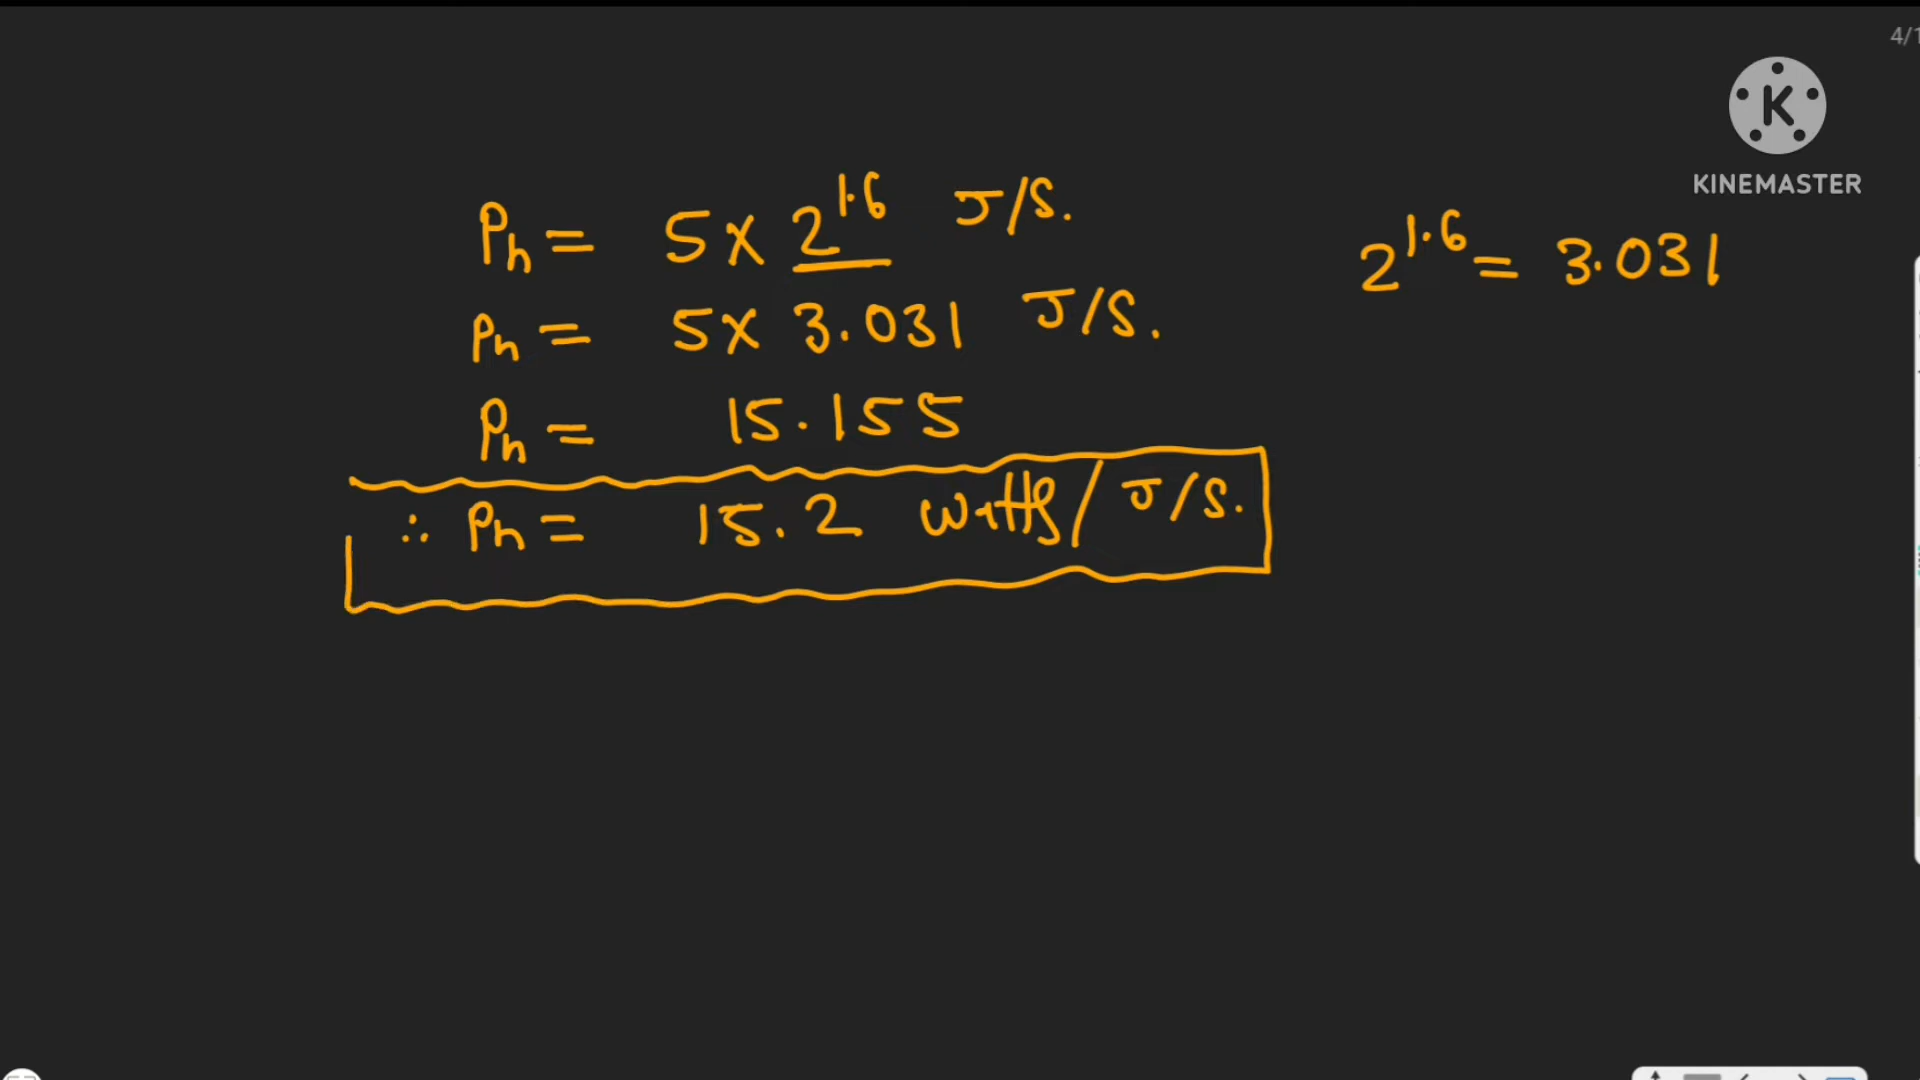 4/1
K
KINEMASTER
Ph = 5 x 2^1.6 J/S.
2^1.6 = 3.031
Ph = 5 x 3.031 J/S.
Ph = 15.155
∴ Ph = 15.2 watts/ J/S.